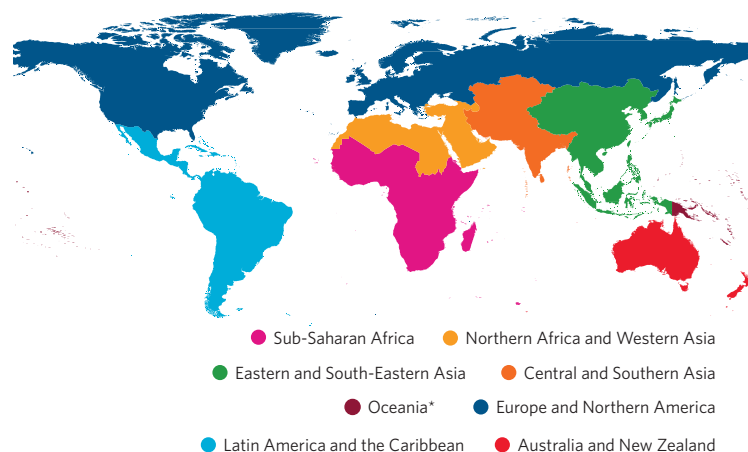 Sub-Saharan Africa Northern Africa and Western Asia
Eastern and South-Eastern Asia Central and Southern Asia
Oceania* Europe and Northern America
Latin America and the Caribbean Australia and New Zealand